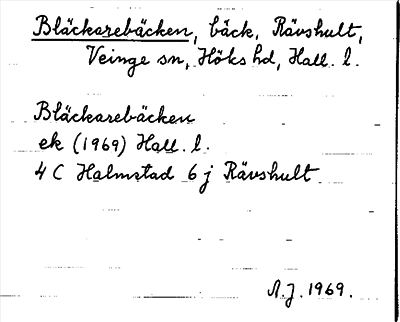 Bläckarebäcken, bäck, Rävshult,
Veinge sn, Höks hd, Hall. l.
Bläckarebäcken
ek (1969) Hall. l.
4 C Halmstad 6 j Rävshult
A.J. 1969.